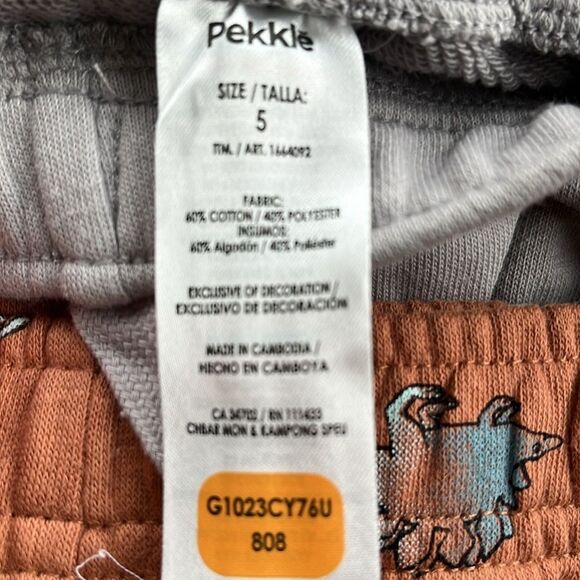 Pekkle
SIZE / TALLA:
5
ITM. / ART. 1644092
FABRIC:
60% COTTON / 40% POLYESTER
INSUMOS:
60% Algodón / 40% Poliéster
EXCLUSIVE OF DECORATION /
EXCLUSIVO DE DECORACIÓN
MADE IN CAMBODIA /
HECHO EN CAMBOYA
CA 34702 / RN 111433
CHBAR MON & KAMPONG SPEU
G1023CY76U
808